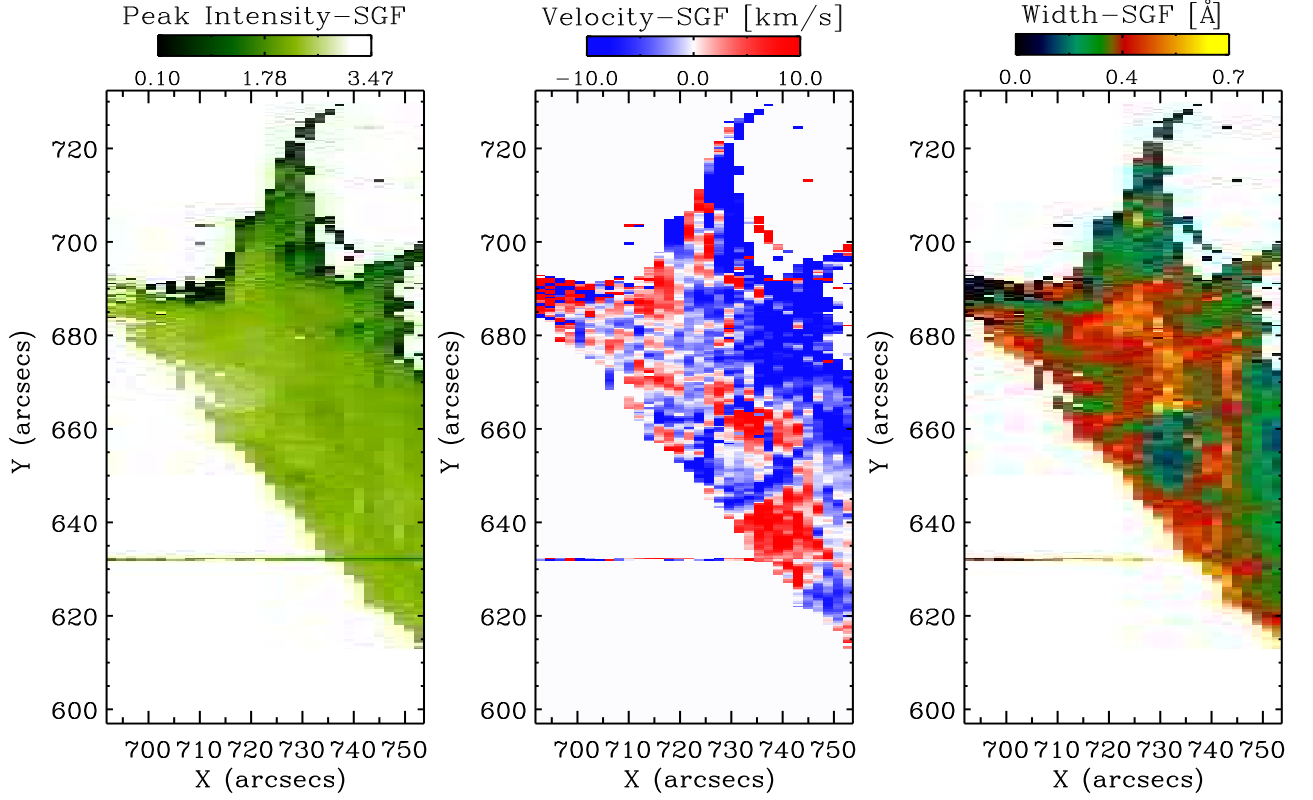 Peak Intensity−SGF
0.10 1.78 3.47
720
700
680
660
640
620
600
Y (arcsecs)
700 710 720 730 740 750
X (arcsecs)
Velocity−SGF [km/s]
−10.0 0.0 10.0
720
700
680
660
640
620
600
Y (arcsecs)
700 710 720 730 740 750
X (arcsecs)
Width−SGF [Å]
0.0 0.4 0.7
720
700
680
660
640
620
600
Y (arcsecs)
700 710 720 730 740 750
X (arcsecs)